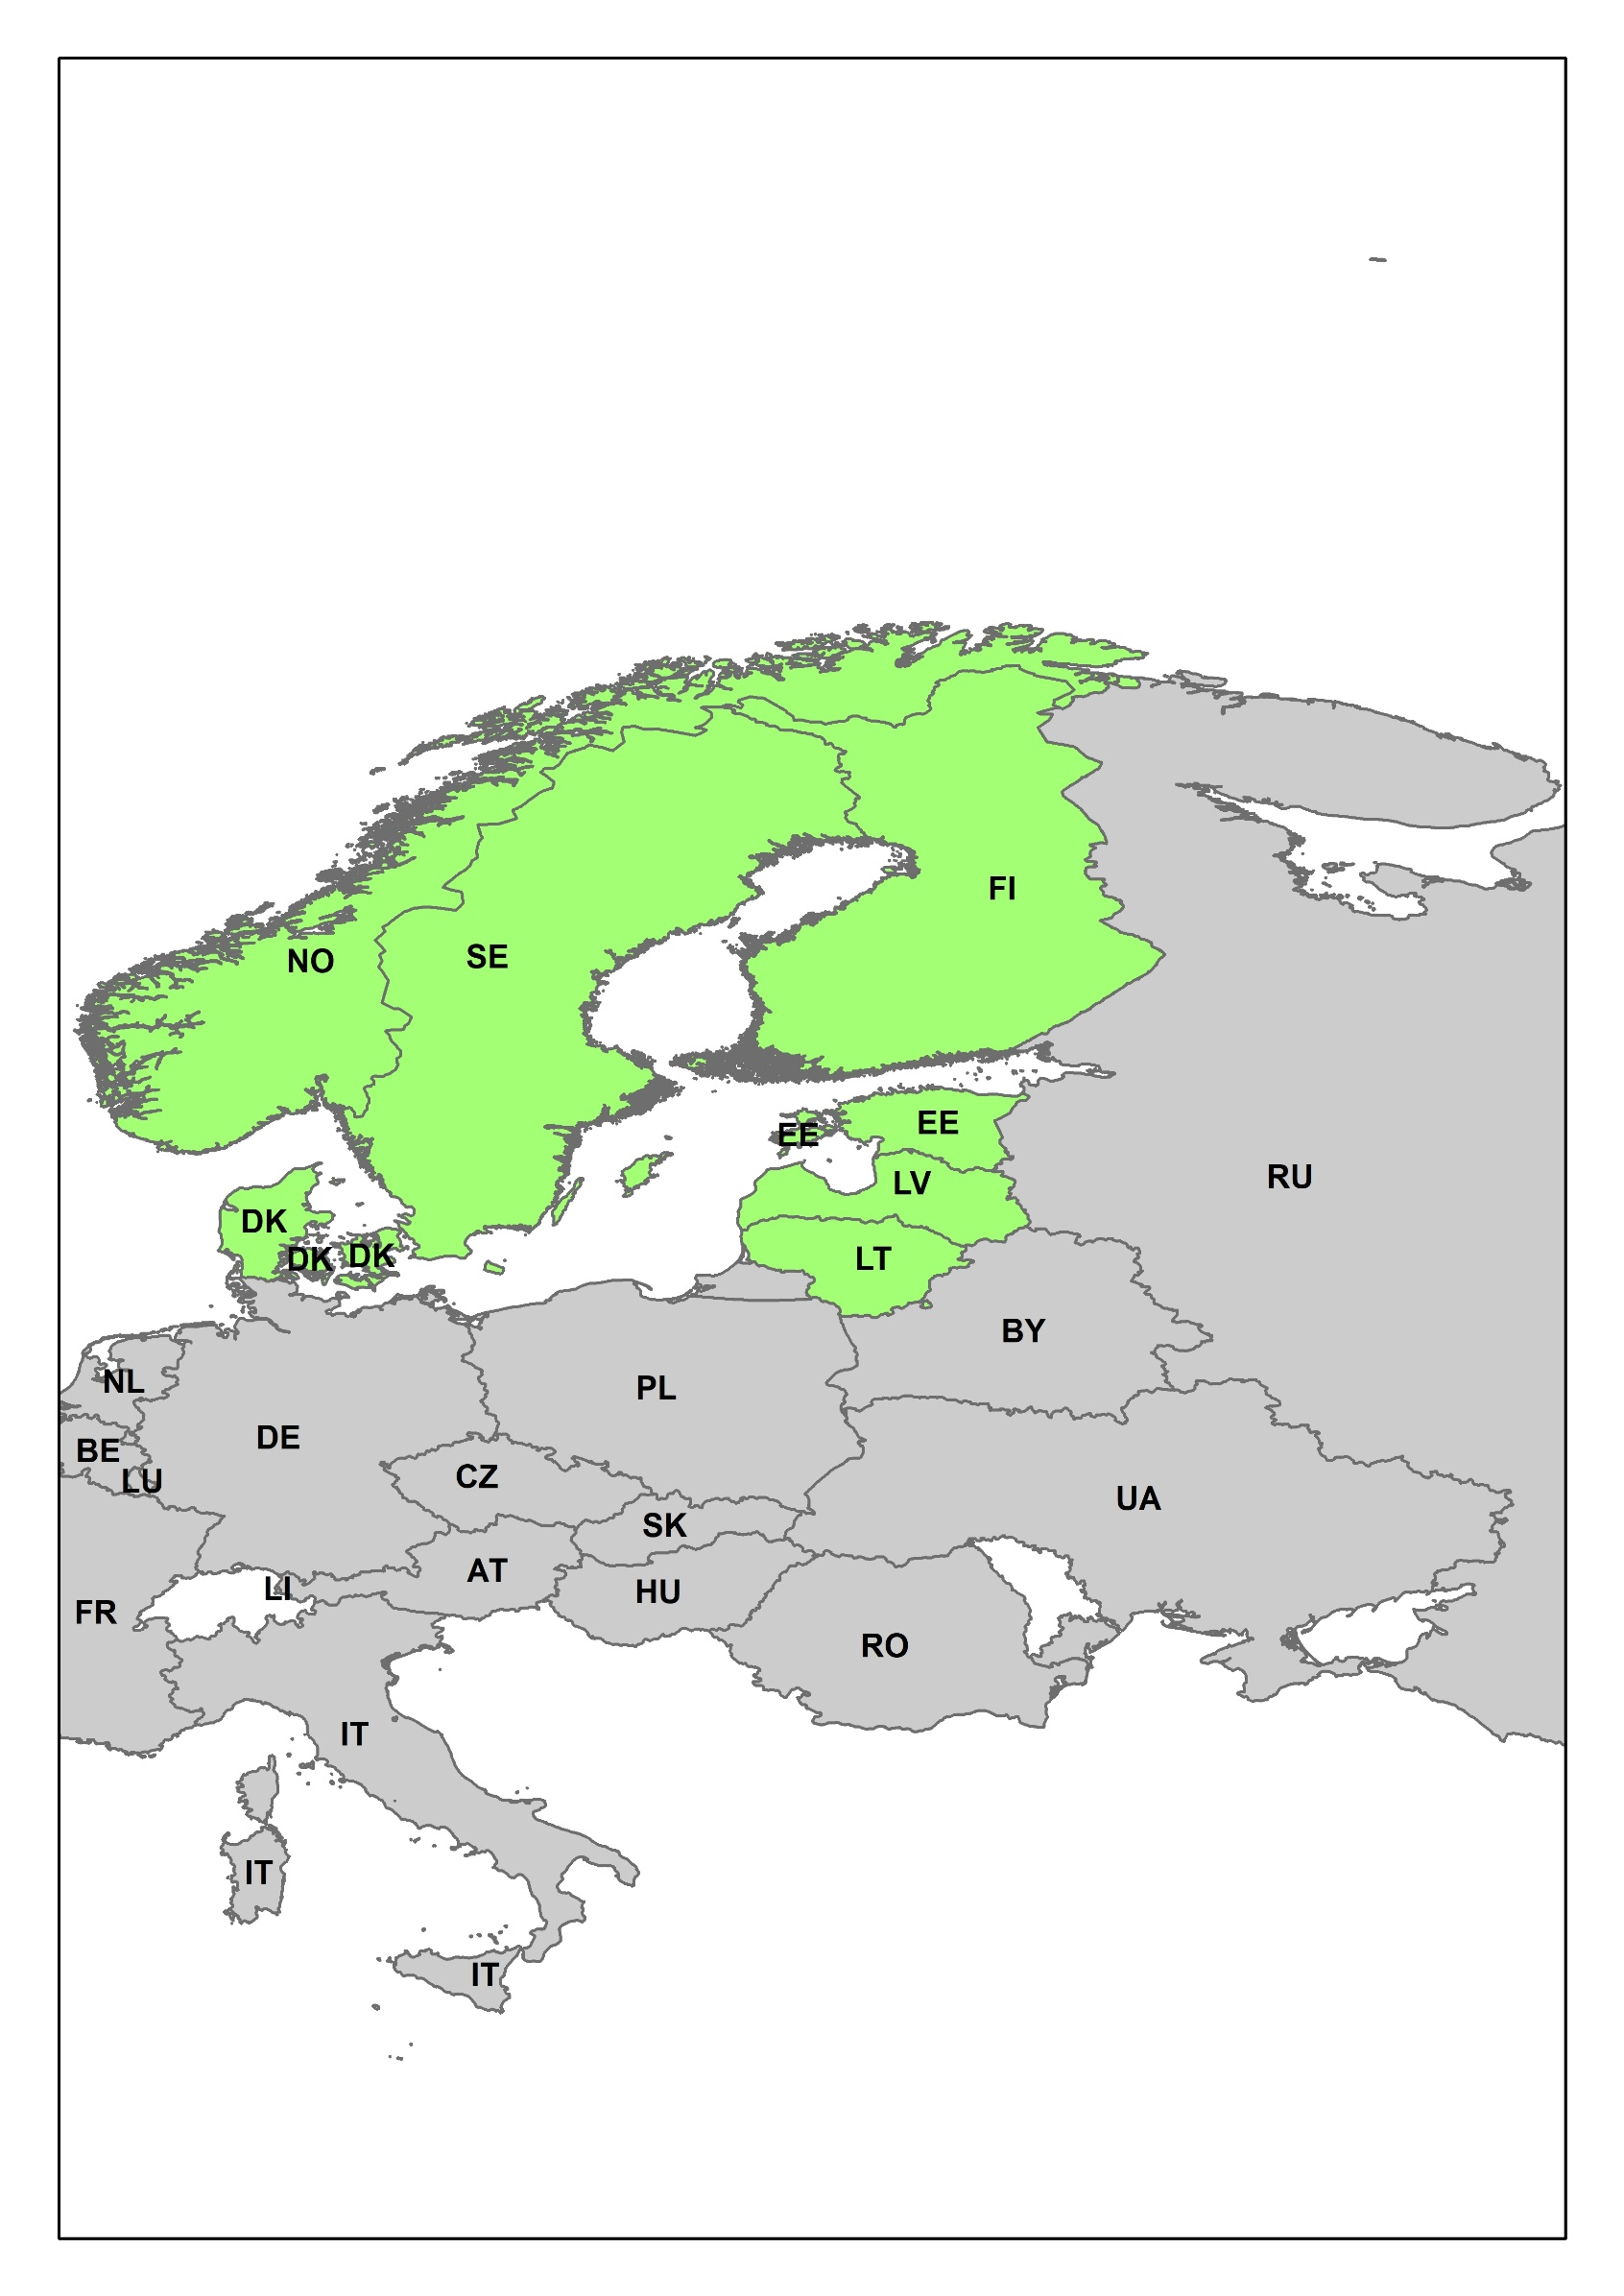 FI
NO
SE
EE
EE
LV
RU
DK
DK
DK
LT
BY
NL
PL
DE
BE
LU
CZ
UA
SK
AT
LI
HU
FR
RO
IT
IT
IT